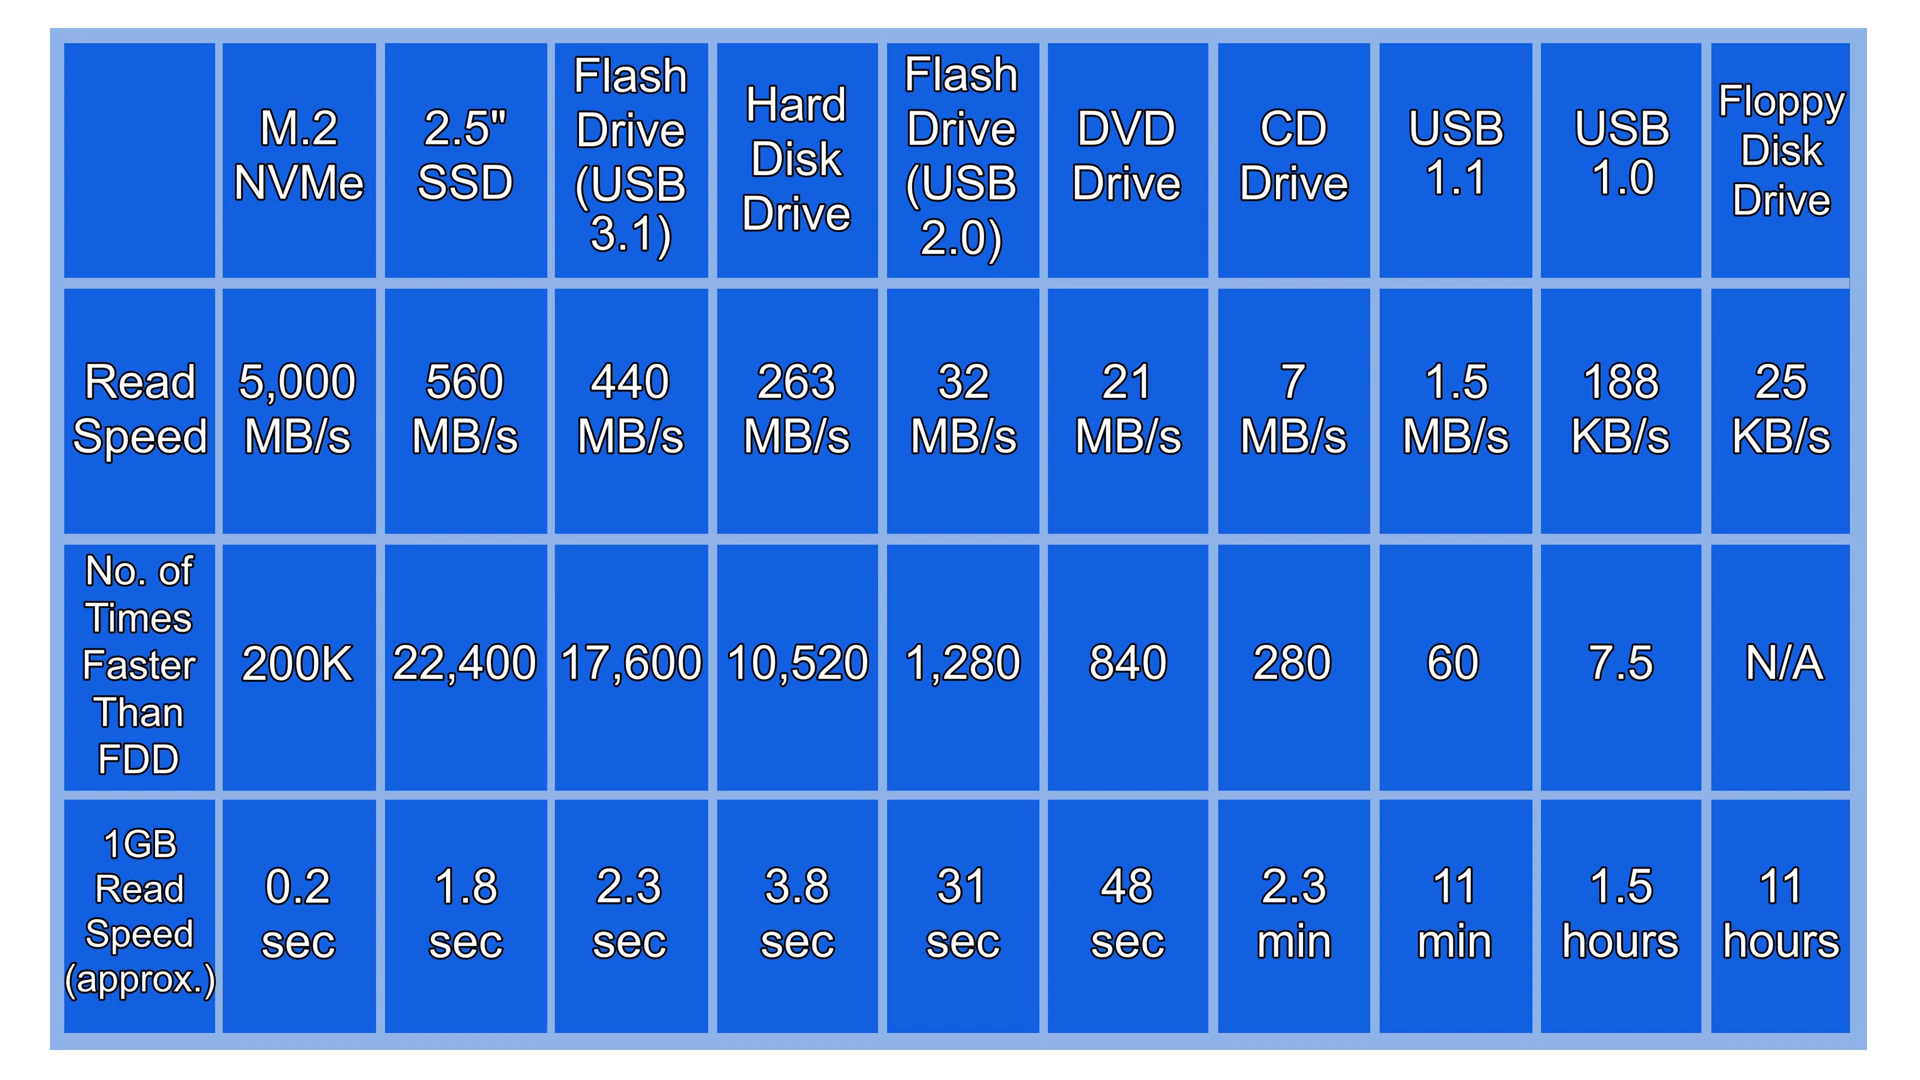 M.2
NVMe
2.5"
SSD
Flash
Drive
(USB
3.1)
Hard
Disk
Drive
Flash
Drive
(USB
2.0)
DVD
Drive
CD
Drive
USB
1.1
USB
1.0
Floppy
Disk
Drive
Read
Speed
5,000
MB/s
560
MB/s
440
MB/s
263
MB/s
32
MB/s
21
MB/s
7
MB/s
1.5
MB/s
188
KB/s
25
KB/s
No. of
Times
Faster
Than
FDD
200K
22,400
17,600
10,520
1,280
840
280
60
7.5
N/A
1GB
Read
Speed
(approx.)
0.2
sec
1.8
sec
2.3
sec
3.8
sec
31
sec
48
sec
2.3
min
11
min
1.5
hours
11
hours